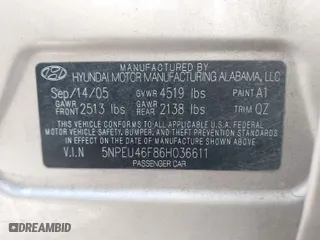 MANUFACTURED BY
HYUNDAI MOTOR MANUFACTURING ALABAMA, LLC
Sep/14/05 GVWR 4519 lbs PAINT A1
GAWR FRONT 2513 lbs GAWR REAR 2138 lbs TRIM QZ
THIS VEHICLE CONFORMS TO ALL APPLICABLE U.S. FEDERAL
MOTOR VEHICLE SAFETY, BUMPER, AND THEFT PREVENTION
STANDARDS IN EFFECT ON THE DATE OF MANUFACTURE
SHOWN ABOVE.
V.I.N 5NPEU46F86H036611
PASSENGER CAR
AUTOBIDMASTER